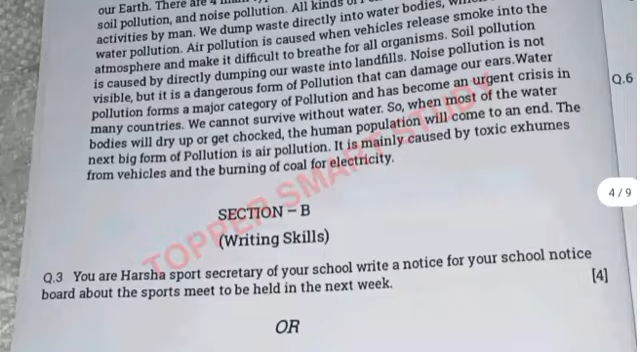 our Earth. There are 4
soil pollution, and noise pollution. All kinds of
activities by man. We dump waste directly into water bodies,
water pollution. Air pollution is caused when vehicles release smoke into the
atmosphere and make it difficult to breathe for all organisms. Soil pollution
is caused by directly dumping our waste into landfills. Noise pollution is not
visible, but it is a dangerous form of Pollution that can damage our ears.Water
pollution forms a major category of Pollution and has become an urgent crisis in
many countries. We cannot survive without water. So, when most of the water
bodies will dry up or get chocked, the human population will come to an end. The
next big form of Pollution is air pollution. It is mainly caused by toxic exhumes
from vehicles and the burning of coal for electricity.
Q.6
4 / 9
TOPPER SMART STUDY
SECTION – B
(Writing Skills)
Q.3 You are Harsha sport secretary of your school write a notice for your school notice
board about the sports meet to be held in the next week. [4]
OR